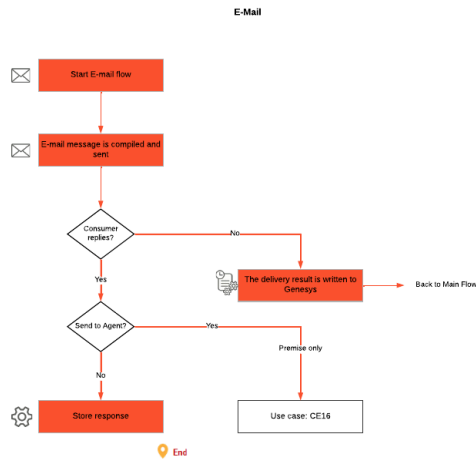 E-Mail
Start E-mail flow
E-mail message is compiled and
sent
Consumer
replies?
No
The delivery result is written to
Genesys
Back to Main Flow
Yes
Send to Agent?
Yes
Premise only
No
Store response
Use case: CE16
End